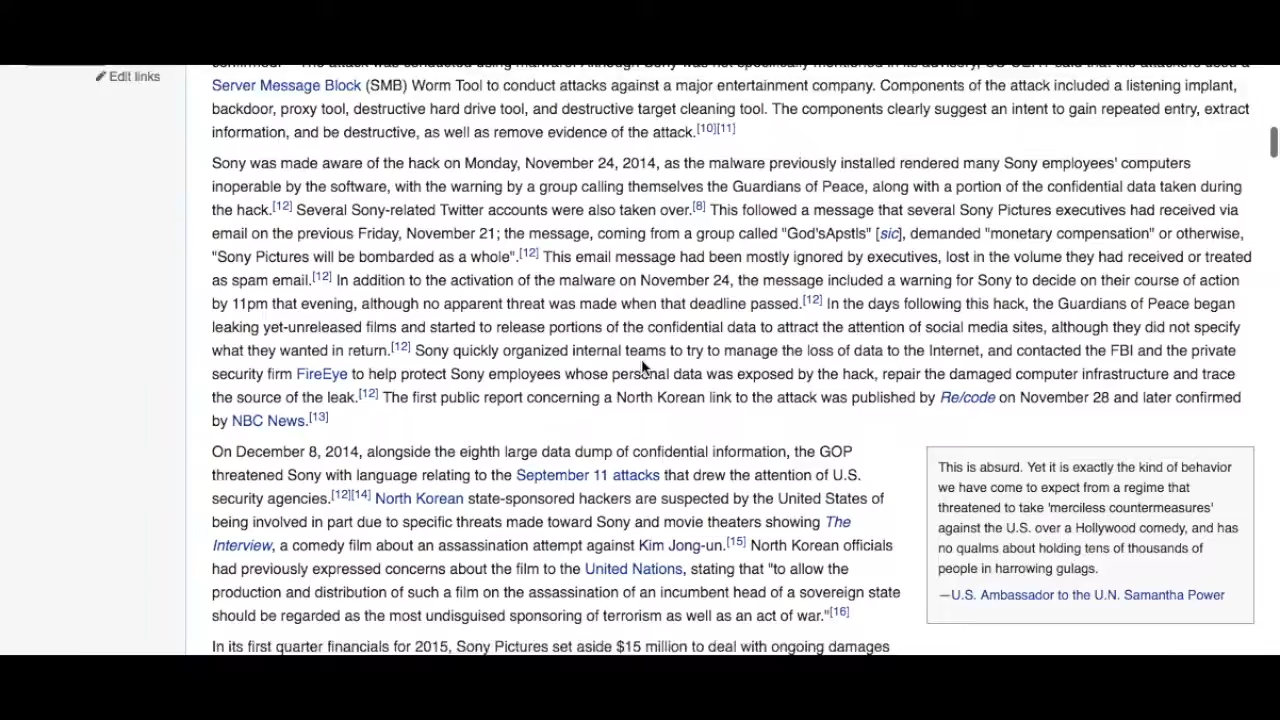 Edit links
Server Message Block (SMB) Worm Tool to conduct attacks against a major entertainment company. Components of the attack included a listening implant,
backdoor, proxy tool, destructive hard drive tool, and destructive target cleaning tool. The components clearly suggest an intent to gain repeated entry, extract
information, and be destructive, as well as remove evidence of the attack.[10][11]
Sony was made aware of the hack on Monday, November 24, 2014, as the malware previously installed rendered many Sony employees' computers
inoperable by the software, with the warning by a group calling themselves the Guardians of Peace, along with a portion of the confidential data taken during
the hack.[12] Several Sony-related Twitter accounts were also taken over.[8] This followed a message that several Sony Pictures executives had received via
email on the previous Friday, November 21; the message, coming from a group called "God'sApstls" [sic], demanded "monetary compensation" or otherwise,
"Sony Pictures will be bombarded as a whole".[12] This email message had been mostly ignored by executives, lost in the volume they had received or treated
as spam email.[12] In addition to the activation of the malware on November 24, the message included a warning for Sony to decide on their course of action
by 11pm that evening, although no apparent threat was made when that deadline passed.[12] In the days following this hack, the Guardians of Peace began
leaking yet-unreleased films and started to release portions of the confidential data to attract the attention of social media sites, although they did not specify
what they wanted in return.[12] Sony quickly organized internal teams to try to manage the loss of data to the Internet, and contacted the FBI and the private
security firm FireEye to help protect Sony employees whose personal data was exposed by the hack, repair the damaged computer infrastructure and trace
the source of the leak.[12] The first public report concerning a North Korean link to the attack was published by Re/code on November 28 and later confirmed
by NBC News.[13]
On December 8, 2014, alongside the eighth large data dump of confidential information, the GOP
threatened Sony with language relating to the September 11 attacks that drew the attention of U.S.
security agencies.[12][14] North Korean state-sponsored hackers are suspected by the United States of
being involved in part due to specific threats made toward Sony and movie theaters showing The
Interview, a comedy film about an assassination attempt against Kim Jong-un.[15] North Korean officials
had previously expressed concerns about the film to the United Nations, stating that "to allow the
production and distribution of such a film on the assassination of an incumbent head of a sovereign state
should be regarded as the most undisguised sponsoring of terrorism as well as an act of war."[16]
In its first quarter financials for 2015, Sony Pictures set aside $15 million to deal with ongoing damages
This is absurd. Yet it is exactly the kind of behavior
we have come to expect from a regime that
threatened to take 'merciless countermeasures'
against the U.S. over a Hollywood comedy, and has
no qualms about holding tens of thousands of
people in harrowing gulags.
—U.S. Ambassador to the U.N. Samantha Power